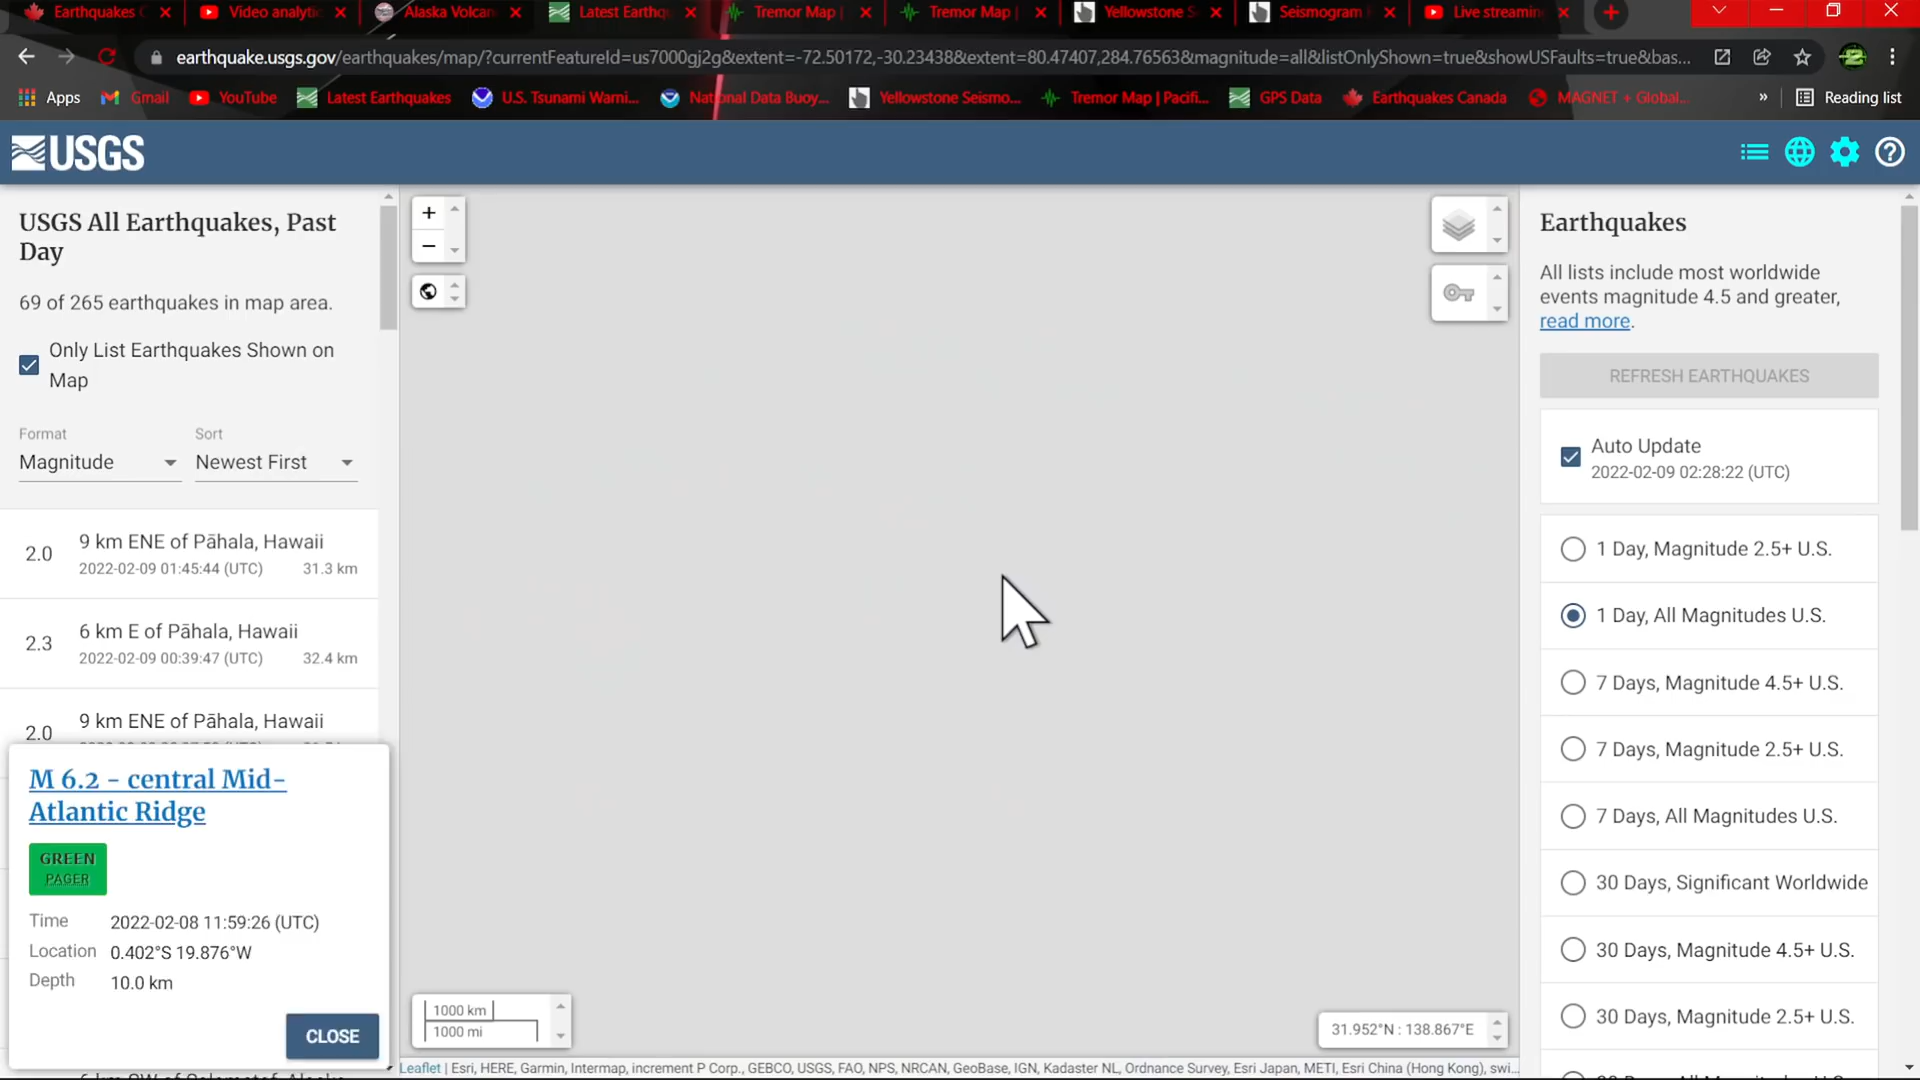 Earthquakes C
Video analytic
Alaska Volcan
Latest Earthqu
Tremor Map |
Tremor Map |
Yellowstone S
Seismogram
Live streamin
earthquake.usgs.gov/earthquakes/map/?currentFeatureId=us7000gj2g&extent=-72.50172,-30.23438&extent=80.47407,284.76563&magnitude=all&listOnlyShown=true&showUSFaults=true&bas...
Apps
Gmail
YouTube
Latest Earthquakes
U.S. Tsunami Warni...
National Data Buoy...
Yellowstone Seismo...
Tremor Map | Pacifi...
GPS Data
Earthquakes Canada
MAGNET + Global...
»
Reading list
USGS
USGS All Earthquakes, Past
Day
69 of 265 earthquakes in map area.
Only List Earthquakes Shown on
Map
Format
Sort
Magnitude
Newest First
2.0
9 km ENE of Pāhala, Hawaii
2022-02-09 01:45:44 (UTC) 31.3 km
2.3
6 km E of Pāhala, Hawaii
2022-02-09 00:39:47 (UTC) 32.4 km
2.0
9 km ENE of Pāhala, Hawaii
M 6.2 - central Mid-
Atlantic Ridge
GREEN
PAGER
Time 2022-02-08 11:59:26 (UTC)
Location 0.402°S 19.876°W
Depth 10.0 km
CLOSE
+
−
1000 km
1000 mi
31.952°N : 138.867°E
Leaflet | Esri, HERE, Garmin, Intermap, increment P Corp., GEBCO, USGS, FAO, NPS, NRCAN, GeoBase, IGN, Kadaster NL, Ordnance Survey, Esri Japan, METI, Esri China (Hong Kong), swi...
Earthquakes
All lists include most worldwide
events magnitude 4.5 and greater,
read more.
REFRESH EARTHQUAKES
Auto Update
2022-02-09 02:28:22 (UTC)
1 Day, Magnitude 2.5+ U.S.
1 Day, All Magnitudes U.S.
7 Days, Magnitude 4.5+ U.S.
7 Days, Magnitude 2.5+ U.S.
7 Days, All Magnitudes U.S.
30 Days, Significant Worldwide
30 Days, Magnitude 4.5+ U.S.
30 Days, Magnitude 2.5+ U.S.